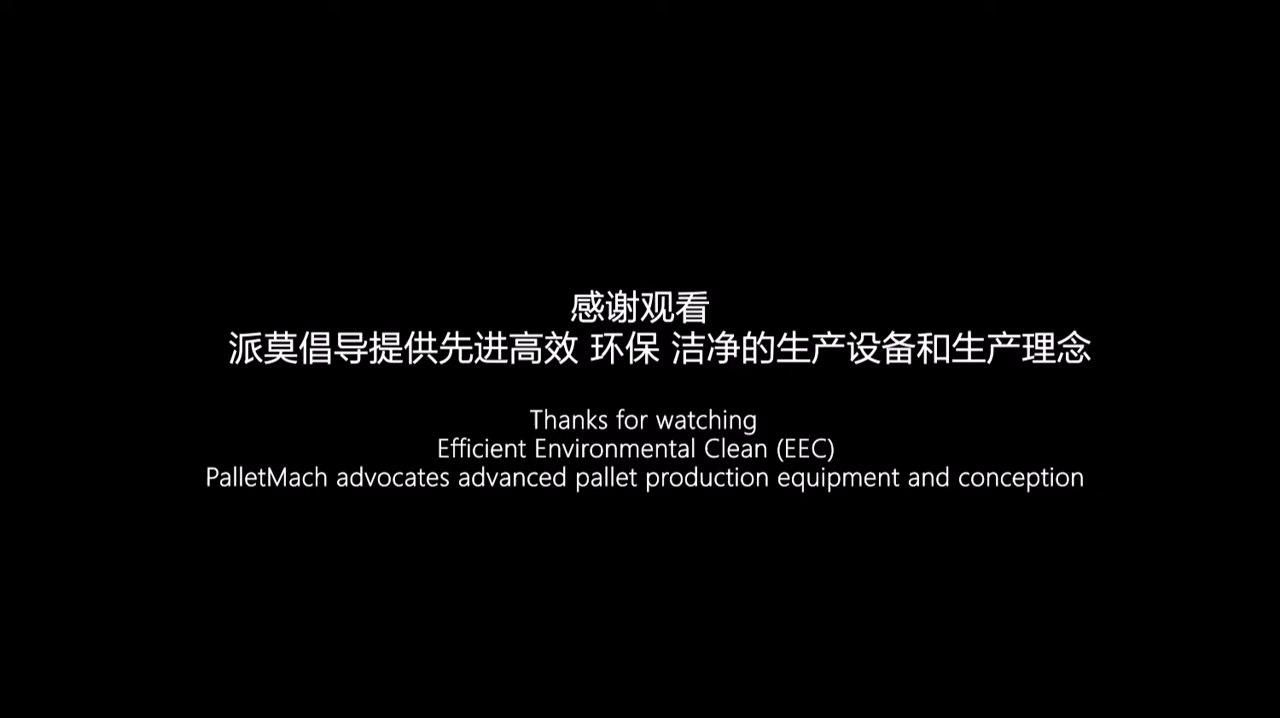 感谢观看
派莫倡导提供先进高效 环保 洁净的生产设备和生产理念
Thanks for watching
Efficient Environmental Clean (EEC)
PalletMach advocates advanced pallet production equipment and conception